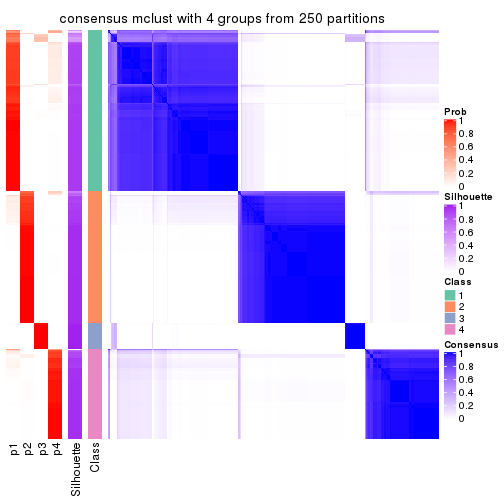 consensus mclust with 4 groups from 250 partitions
Prob
1
0.8
0.6
0.4
0.2
0
Silhouette
1
0.8
0.6
0.4
0.2
0
Class
1
2
3
4
Consensus
1
0.8
0.6
0.4
0.2
0
p1
p2
p3
p4
Silhouette
Class